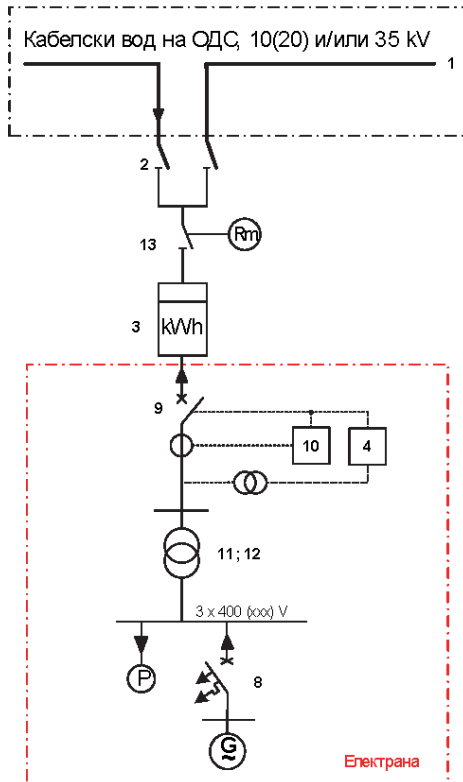 Кабелски вод на ОДС, 10(20) и/или 35 kV
1
2
13
Rm
3
kWh
9
10
4
11; 12
3 x 400 (xxx) V
P
8
G
~
Електрана